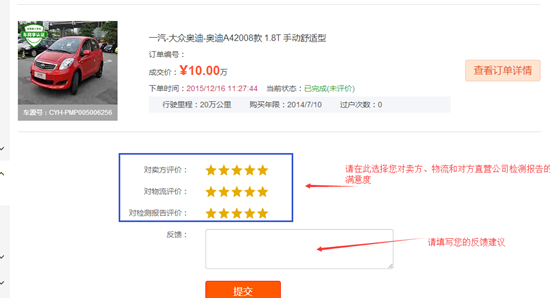 一汽-大众奥迪-奥迪A42008款 1.8T 手动舒适型
订单编号：
成交价：¥10.00万
查看订单详情
下单时间：2015/12/16 11:27:44 当前状态：已完成(未评价)
车源号：CYH-PMP005006256
行驶里程：20万公里 购买年限：2014/7/10 过户次数：0
对卖方评价：
请在此选择您对卖方、物流和对方直营公司检测报告的
满意度
对物流评价：
对检测报告评价：
反馈：
请填写您的反馈建议
提交